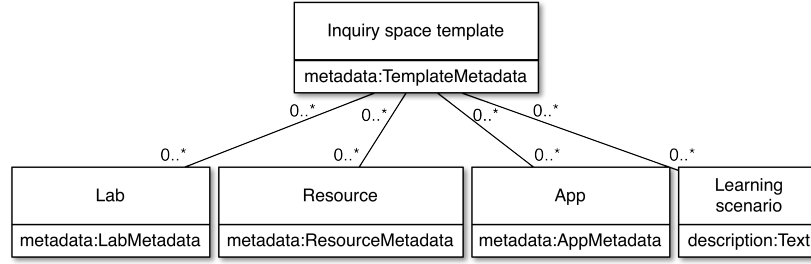 Inquiry space template
metadata:TemplateMetadata
0..* 0..* 0..* 0..*
0..* 0..* 0..* 0..*
Lab
metadata:LabMetadata
Resource
metadata:ResourceMetadata
App
metadata:AppMetadata
Learning
scenario
description:Text